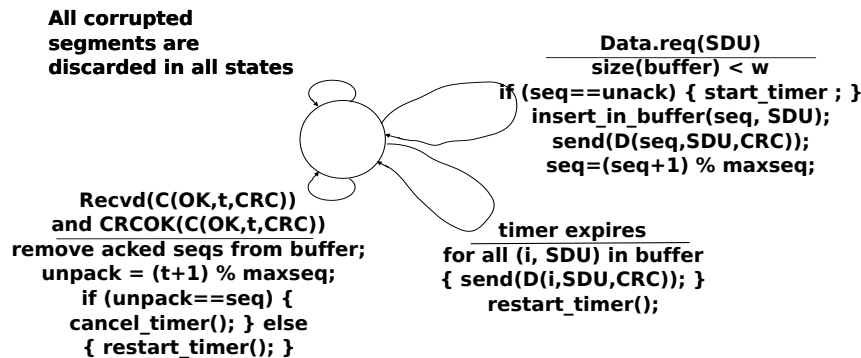 All corrupted
segments are
discarded in all states
Data.req(SDU)
size(buffer) < w
if (seq==unack) { start_timer ; }
insert_in_buffer(seq, SDU);
send(D(seq,SDU,CRC));
seq=(seq+1) % maxseq;
Recvd(C(OK,t,CRC))
and CRCOK(C(OK,t,CRC))
remove acked seqs from buffer;
unpack = (t+1) % maxseq;
if (unpack==seq) {
cancel_timer(); } else
{ restart_timer(); }
timer expires
for all (i, SDU) in buffer
{ send(D(i,SDU,CRC)); }
restart_timer();